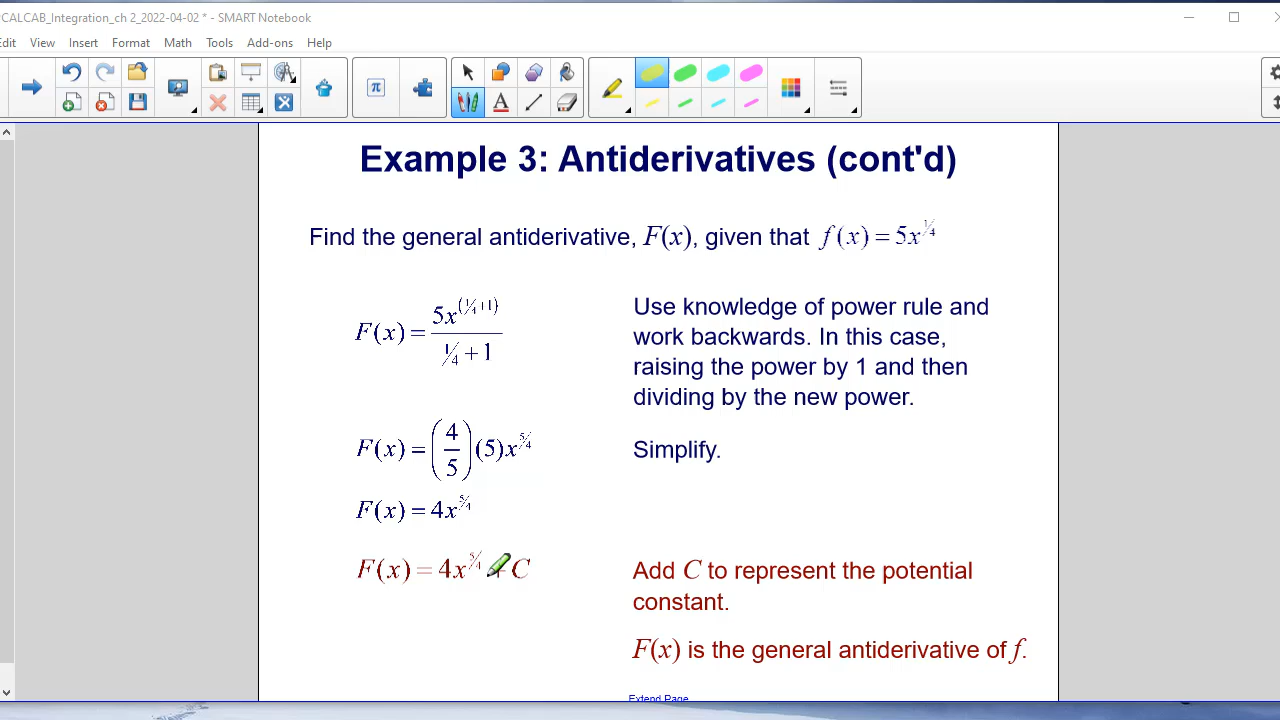 CALCAB_Integration_ch 2_2022-04-02 * - SMART Notebook
Edit View Insert Format Math Tools Add-ons Help
Example 3: Antiderivatives (cont'd)
Find the general antiderivative, F(x), given that f(x) = 5x^(1/4)
F(x) = 5x^(1/4+1) / (1/4 + 1)
Use knowledge of power rule and
work backwards. In this case,
raising the power by 1 and then
dividing by the new power.
F(x) = (4/5)(5)x^(5/4)
Simplify.
F(x) = 4x^(5/4)
F(x) = 4x^(5/4) + C
Add C to represent the potential
constant.
F(x) is the general antiderivative of f.
Extend Page